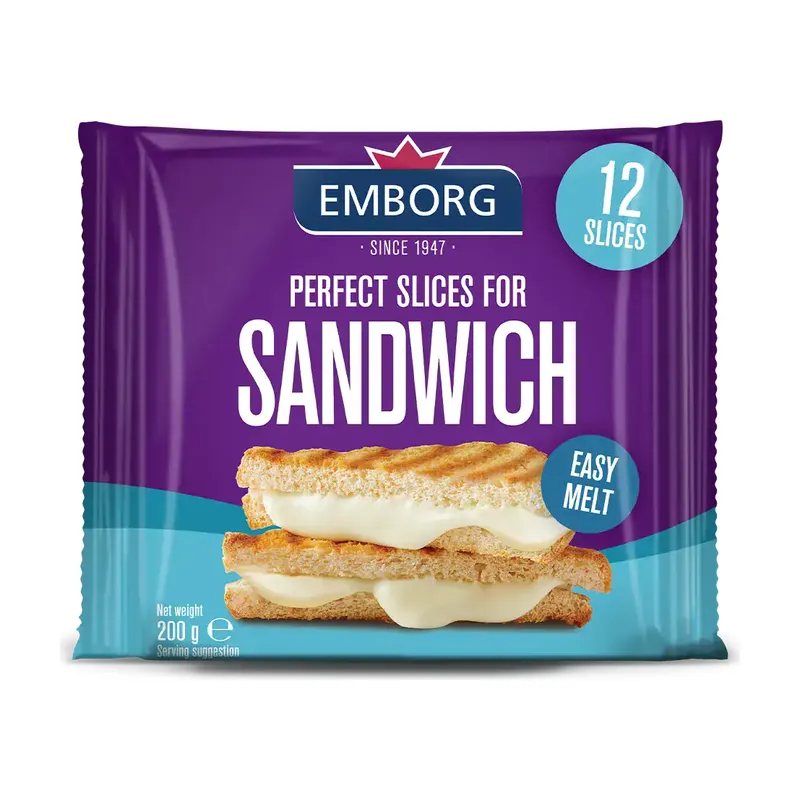 EMBORG
· SINCE 1947 ·
12
SLICES
PERFECT SLICES FOR
SANDWICH
EASY
MELT
Net weight
200 g ℮
Serving suggestion